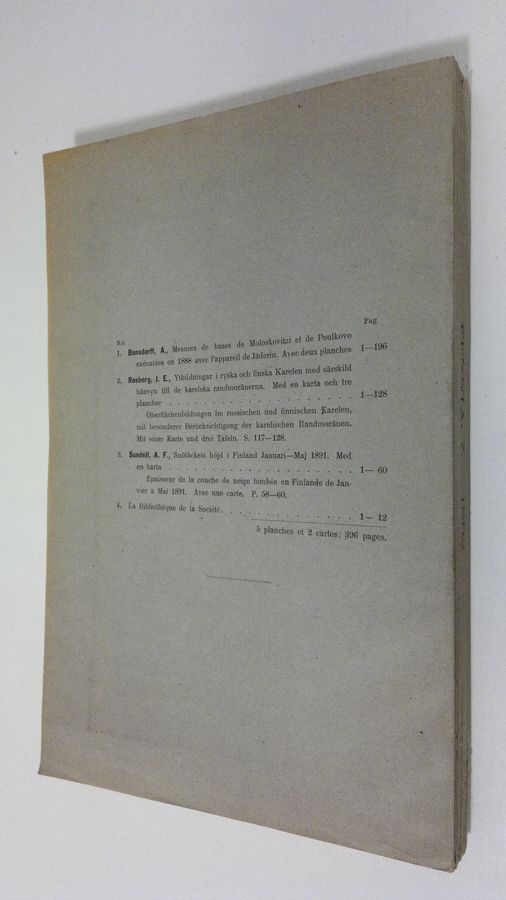 Pag
N:o
1. Bonsdorff, A., Mesures de bases de Moloskovitzi et de Poulkovo
exécutées en 1888 avec l'appareil de Jäderin. Avec deux planches 1—196
2. Rosberg, J. E., Ytbildningar i ryska och finska Karelen med särskild
hänsyn till de karelska randmoränerna. Med en karta och tre
plancher . . . . . . . . . . . . . . . . . 1—128
Oberflächenbildungen im russischen und finnischen Karelen,
mit besonderer Berücksichtigung der karelischen Randmoränen.
Mit einer Karte und drei Tafeln. S. 117—128.
3. Sundell, A. F., Snötäckets höjd i Finland Januari—Maj 1891. Med
en karta . . . . . . . . . . . . . . . . . 1— 60
Epaisseur de la couche de neige tombée en Finlande de Jan-
vier à Mai 1891. Avec une carte. P. 58—60.
4. La Bibliothèque de la Société . . . . . . . . . . . . 1— 12
5 planches et 2 cartes; 396 pages.